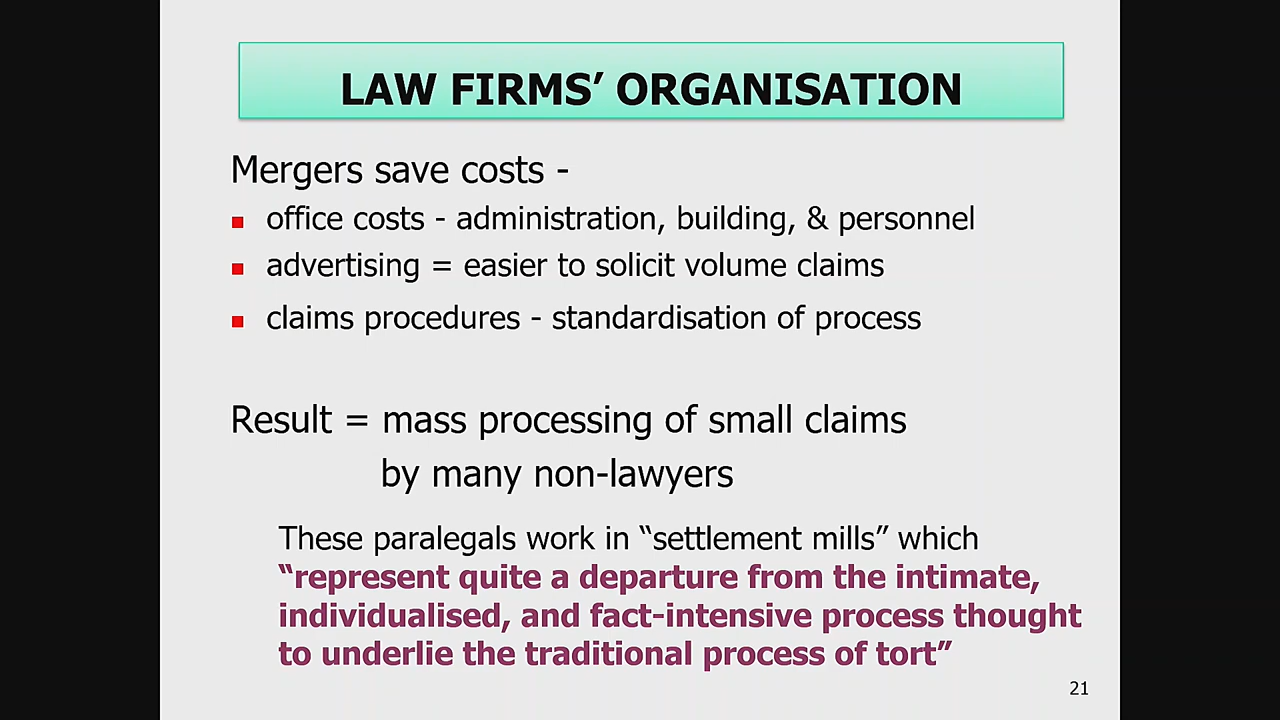 LAW FIRMS’ ORGANISATION
Mergers save costs -
office costs - administration, building, & personnel
advertising = easier to solicit volume claims
claims procedures - standardisation of process
Result = mass processing of small claims
by many non-lawyers
These paralegals work in “settlement mills” which
“represent quite a departure from the intimate,
individualised, and fact-intensive process thought
to underlie the traditional process of tort”
21